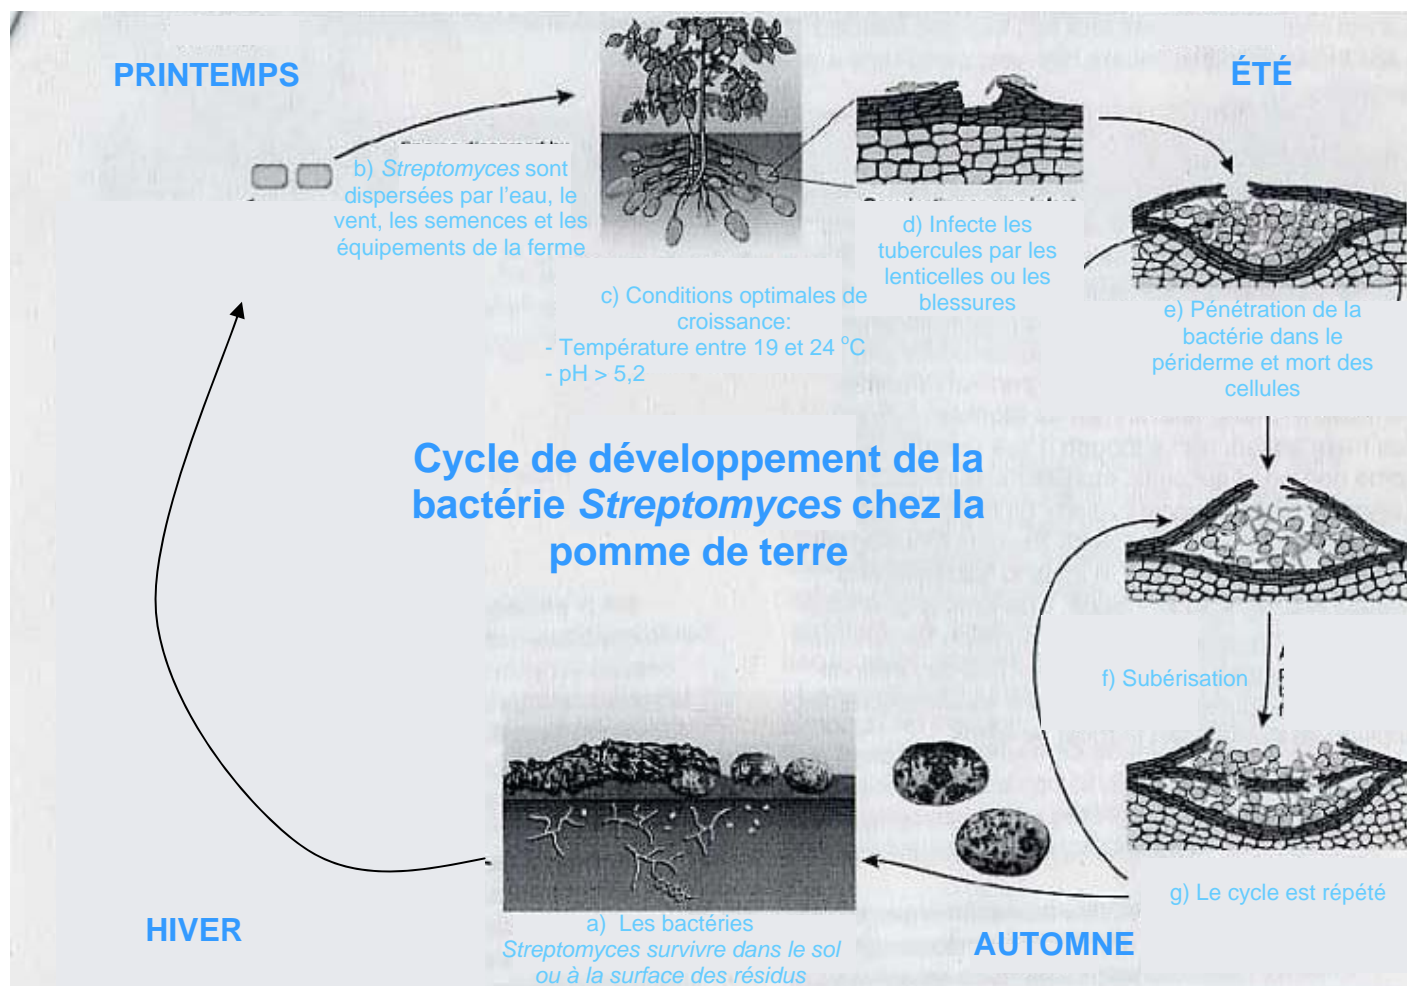 PRINTEMPS
ÉTÉ
b) Streptomyces sont
dispersées par l'eau, le
vent, les semences et les
équipements de la ferme
c) Conditions optimales de
croissance:
- Température entre 19 et 24 °C
- pH > 5,2
d) Infecte les
tubercules par les
lenticelles ou les
blessures
e) Pénétration de la
bactérie dans le
périderme et mort des
cellules
Cycle de développement de la
bactérie Streptomyces chez la
pomme de terre
f) Subérisation
g) Le cycle est répété
a) Les bactéries
Streptomyces survivre dans le sol
ou à la surface des résidus
HIVER
AUTOMNE